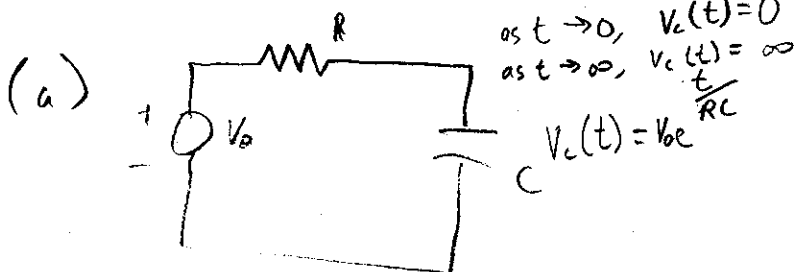 as t → 0, Vc(t) = 0
as t → ∞, Vc(t) = ∞
(a)
R
+
−
V0
C
Vc(t) = V0e^(t/RC)